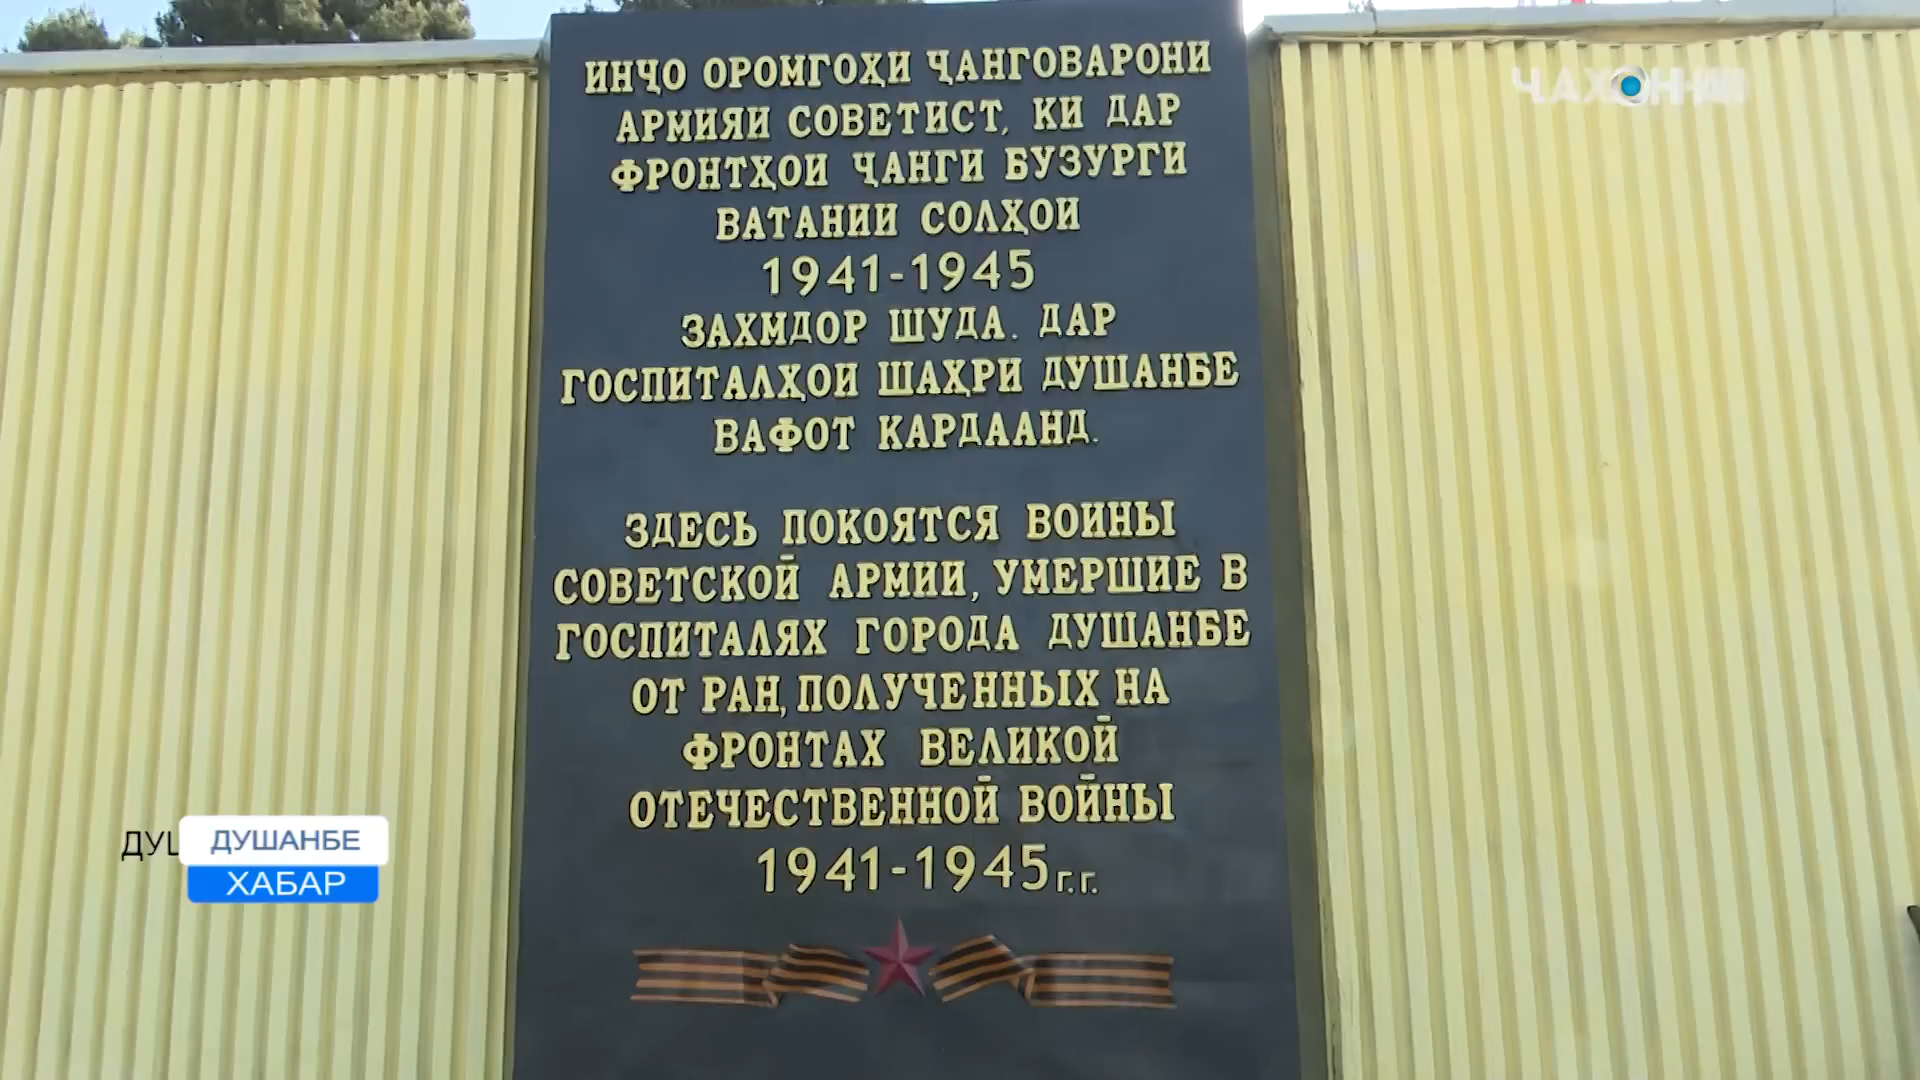 ИНҶО ОРОМГОҲИ ҶАНГОВАРОНИ
АРМИЯИ СОВЕТИСТ, КИ ДАР
ФРОНТҲОИ ҶАНГИ БУЗУРГИ
ВАТАНИИ СОЛҲОИ
1941-1945
ЗАХМДОР ШУДА. ДАР
ГОСПИТАЛҲОИ ШАҲРИ ДУШАНБЕ
ВАФОТ КАРДААНД.
ЗДЕСЬ ПОКОЯТСЯ ВОИНЫ
СОВЕТСКОЙ АРМИИ, УМЕРШИЕ В
ГОСПИТАЛЯХ ГОРОДА ДУШАНБЕ
ОТ РАН, ПОЛУЧЕННЫХ НА
ФРОНТАХ ВЕЛИКОЙ
ОТЕЧЕСТВЕННОЙ ВОЙНЫ
1941-1945 г.г.
ДУШАНБЕ
ХАБАР